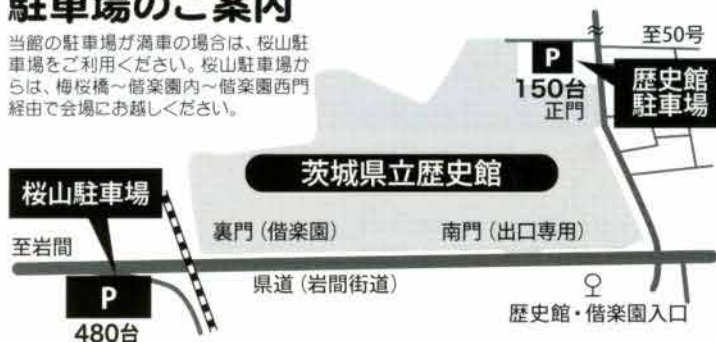 駐車場のご案内
当館の駐車場が満車の場合は、桜山駐
車場をご利用ください。桜山駐車場か
らは、梅桜橋～偕楽園内～偕楽園西門
経由で会場にお越しください。
至50号
P
150台
正門
歴史館
駐車場
茨城県立歴史館
桜山駐車場
裏門（偕楽園）
南門（出口専用）
至岩間
県道（岩間街道）
P
480台
歴史館・偕楽園入口